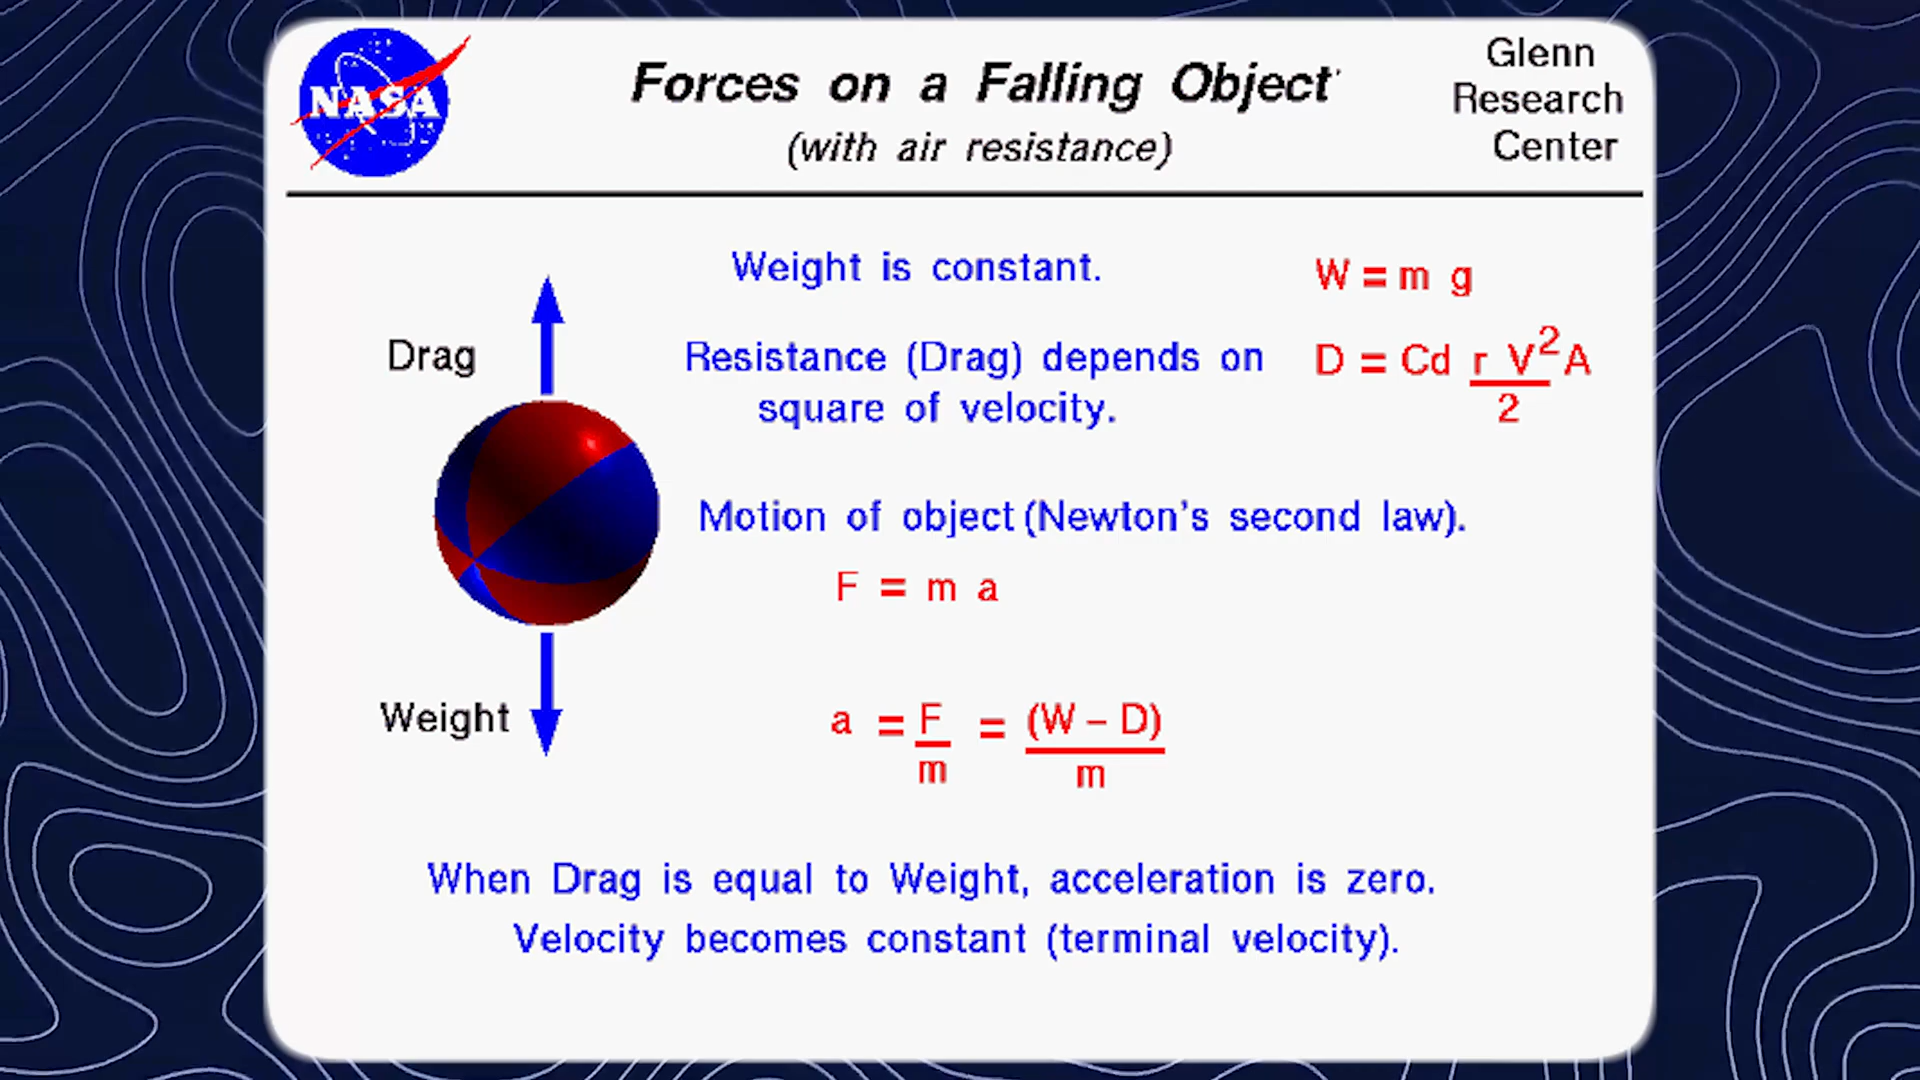 NASA
Forces on a Falling Object
(with air resistance)
Glenn
Research
Center
Weight is constant.
W = m g
Drag
Resistance (Drag) depends on
square of velocity.
D = Cd r V² A
2
Motion of object (Newton's second law).
F = m a
Weight
a = F = (W – D)
m m
When Drag is equal to Weight, acceleration is zero.
Velocity becomes constant (terminal velocity).